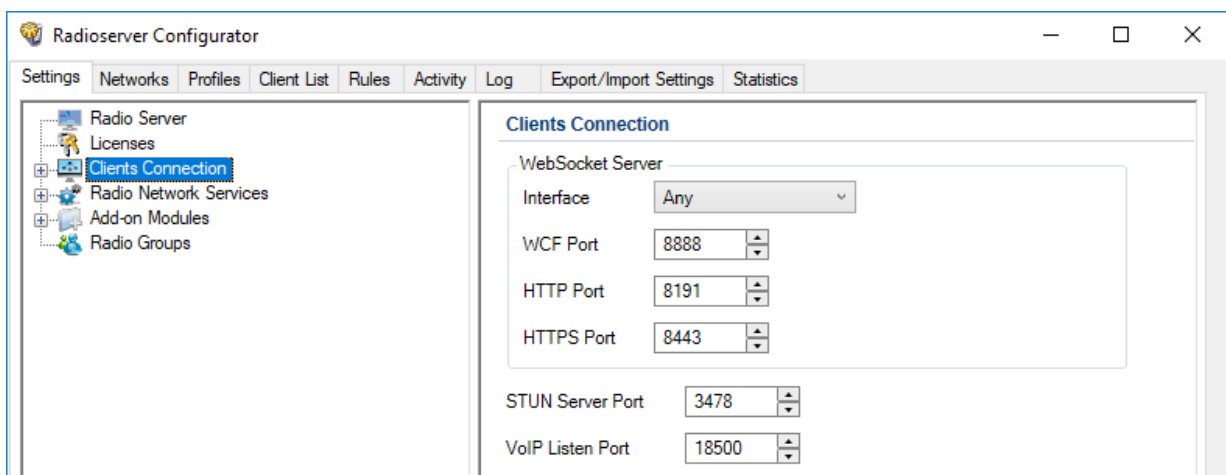 Radioserver Configurator
Settings Networks Profiles Client List Rules Activity Log Export/Import Settings Statistics
Radio Server
Licenses
Clients Connection
Radio Network Services
Add-on Modules
Radio Groups
Clients Connection
WebSocket Server
Interface Any
WCF Port 8888
HTTP Port 8191
HTTPS Port 8443
STUN Server Port 3478
VoIP Listen Port 18500